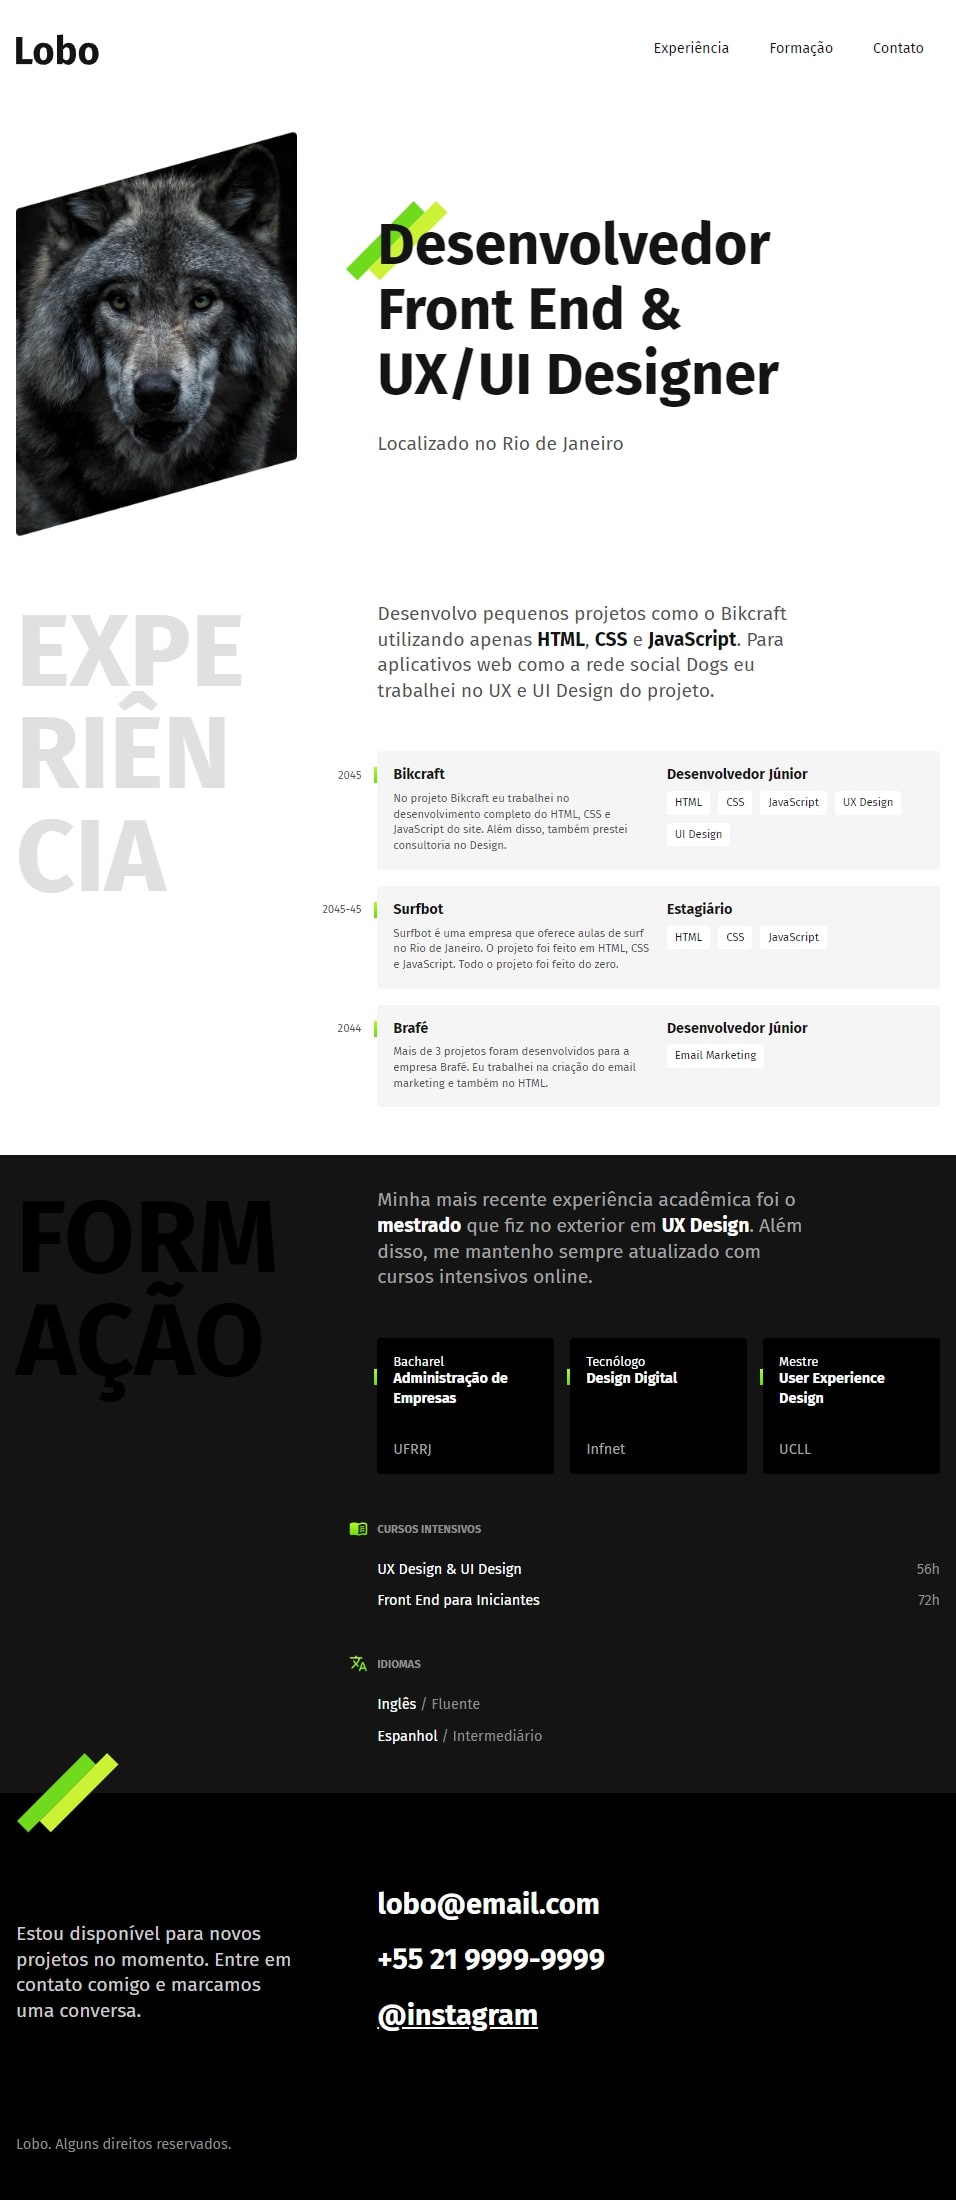 Lobo
Experiência
Formação
Contato
Desenvolvedor
Front End &
UX/UI Designer
Localizado no Rio de Janeiro
EXPE
RIÊN
CIA
Desenvolvo pequenos projetos como o Bikcraft
utilizando apenas HTML, CSS e JavaScript. Para
aplicativos web como a rede social Dogs eu
trabalhei no UX e UI Design do projeto.
2045
Bikcraft
No projeto Bikcraft eu trabalhei no
desenvolvimento completo do HTML, CSS e
JavaScript do site. Além disso, também prestei
consultoria no Design.
Desenvolvedor Júnior
HTML
CSS
JavaScript
UX Design
UI Design
2045-45
Surfbot
Surfbot é uma empresa que oferece aulas de surf
no Rio de Janeiro. O projeto foi feito em HTML, CSS
e JavaScript. Todo o projeto foi feito do zero.
Estagiário
HTML
CSS
JavaScript
2044
Brafé
Mais de 3 projetos foram desenvolvidos para a
empresa Brafé. Eu trabalhei na criação do email
marketing e também no HTML.
Desenvolvedor Júnior
Email Marketing
FORM
AÇÃO
Minha mais recente experiência acadêmica foi o
mestrado que fiz no exterior em UX Design. Além
disso, me mantenho sempre atualizado com
cursos intensivos online.
Bacharel
Administração de
Empresas
UFRRJ
Tecnólogo
Design Digital
Infnet
Mestre
User Experience
Design
UCLL
CURSOS INTENSIVOS
UX Design & UI Design 56h
Front End para Iniciantes 72h
IDIOMAS
Inglês / Fluente
Espanhol / Intermediário
Estou disponível para novos
projetos no momento. Entre em
contato comigo e marcamos
uma conversa.
lobo@email.com
+55 21 9999-9999
@instagram
Lobo. Alguns direitos reservados.